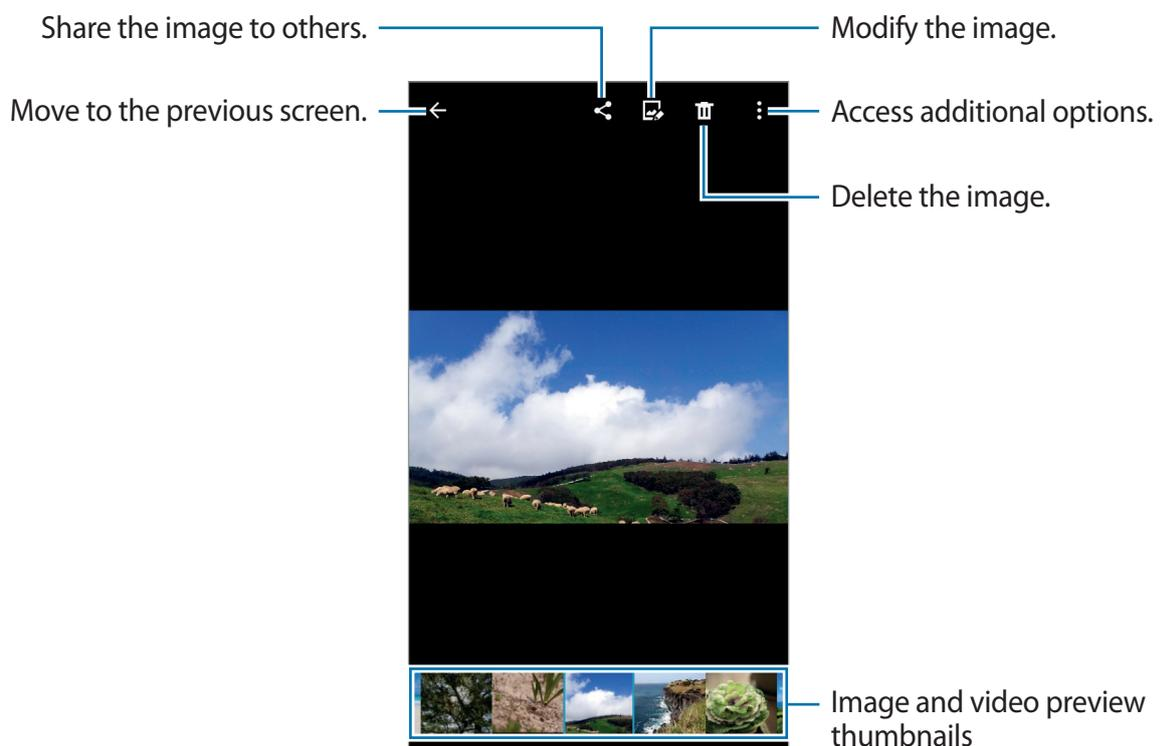 Share the image to others.
Modify the image.
Move to the previous screen.
Access additional options.
Delete the image.
Image and video preview
thumbnails